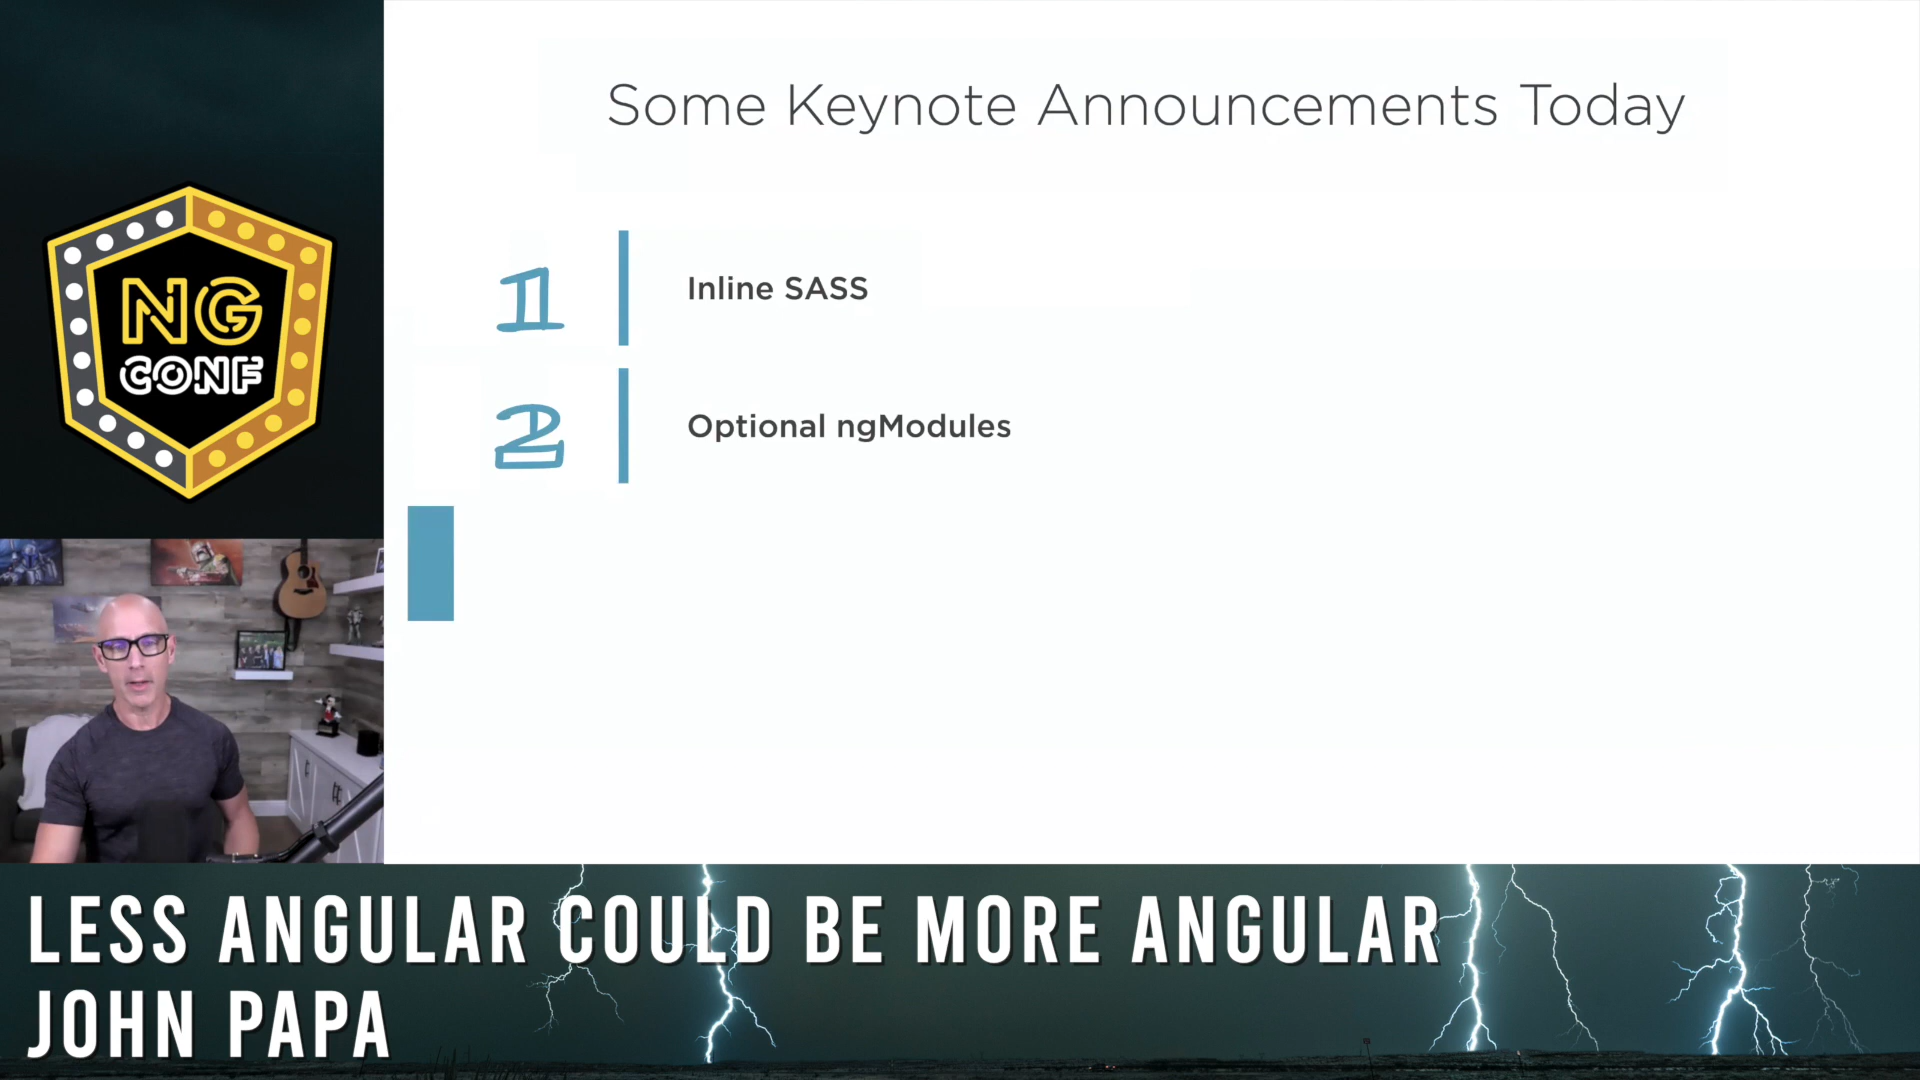 Some Keynote Announcements Today
1
Inline SASS
2
Optional ngModules
NG
CONF
LESS ANGULAR COULD BE MORE ANGULAR
JOHN PAPA